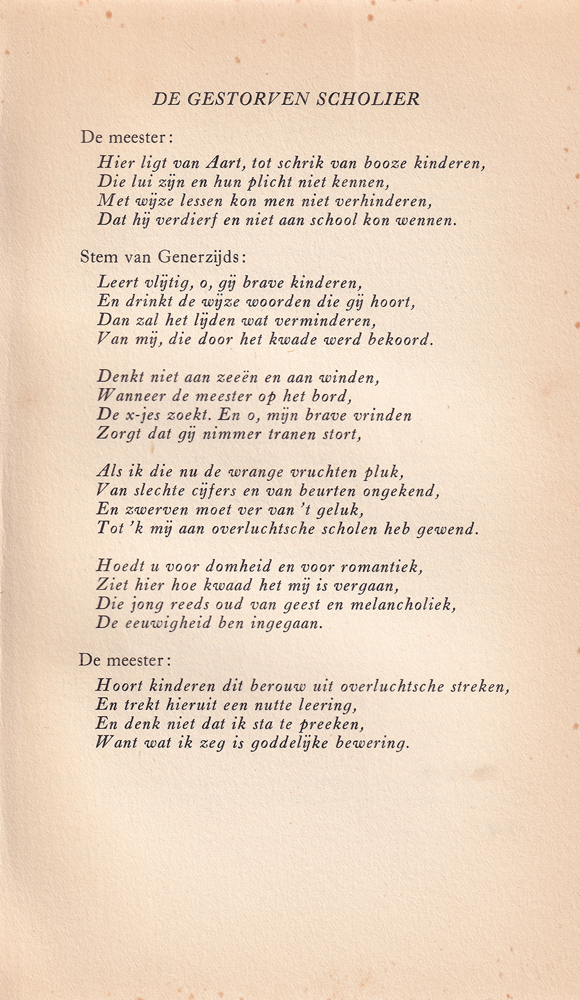 DE GESTORVEN SCHOLIER
De meester:
Hier ligt van Aart, tot schrik van booze kinderen,
Die lui zijn en hun plicht niet kennen,
Met wijze lessen kon men niet verhinderen,
Dat hij verdierf en niet aan school kon wennen.
Stem van Generzijds:
Leert vlijtig, o, gij brave kinderen,
En drinkt de wijze woorden die gij hoort,
Dan zal het lijden wat verminderen,
Van mij, die door het kwade werd bekoord.
Denkt niet aan zeeën en aan winden,
Wanneer de meester op het bord,
De x-jes zoekt. En o, mijn brave vrinden
Zorgt dat gij nimmer tranen stort,
Als ik die nu de wrange vruchten pluk,
Van slechte cijfers en van beurten ongekend,
En zwerven moet ver van 't geluk,
Tot 'k mij aan overluchtsche scholen heb gewend.
Hoedt u voor domheid en voor romantiek,
Ziet hier hoe kwaad het mij is vergaan,
Die jong reeds oud van geest en melancholiek,
De eeuwigheid ben ingegaan.
De meester:
Hoort kinderen dit berouw uit overluchtsche streken,
En trekt hieruit een nutte leering,
En denk niet dat ik sta te preeken,
Want wat ik zeg is goddelijke bewering.